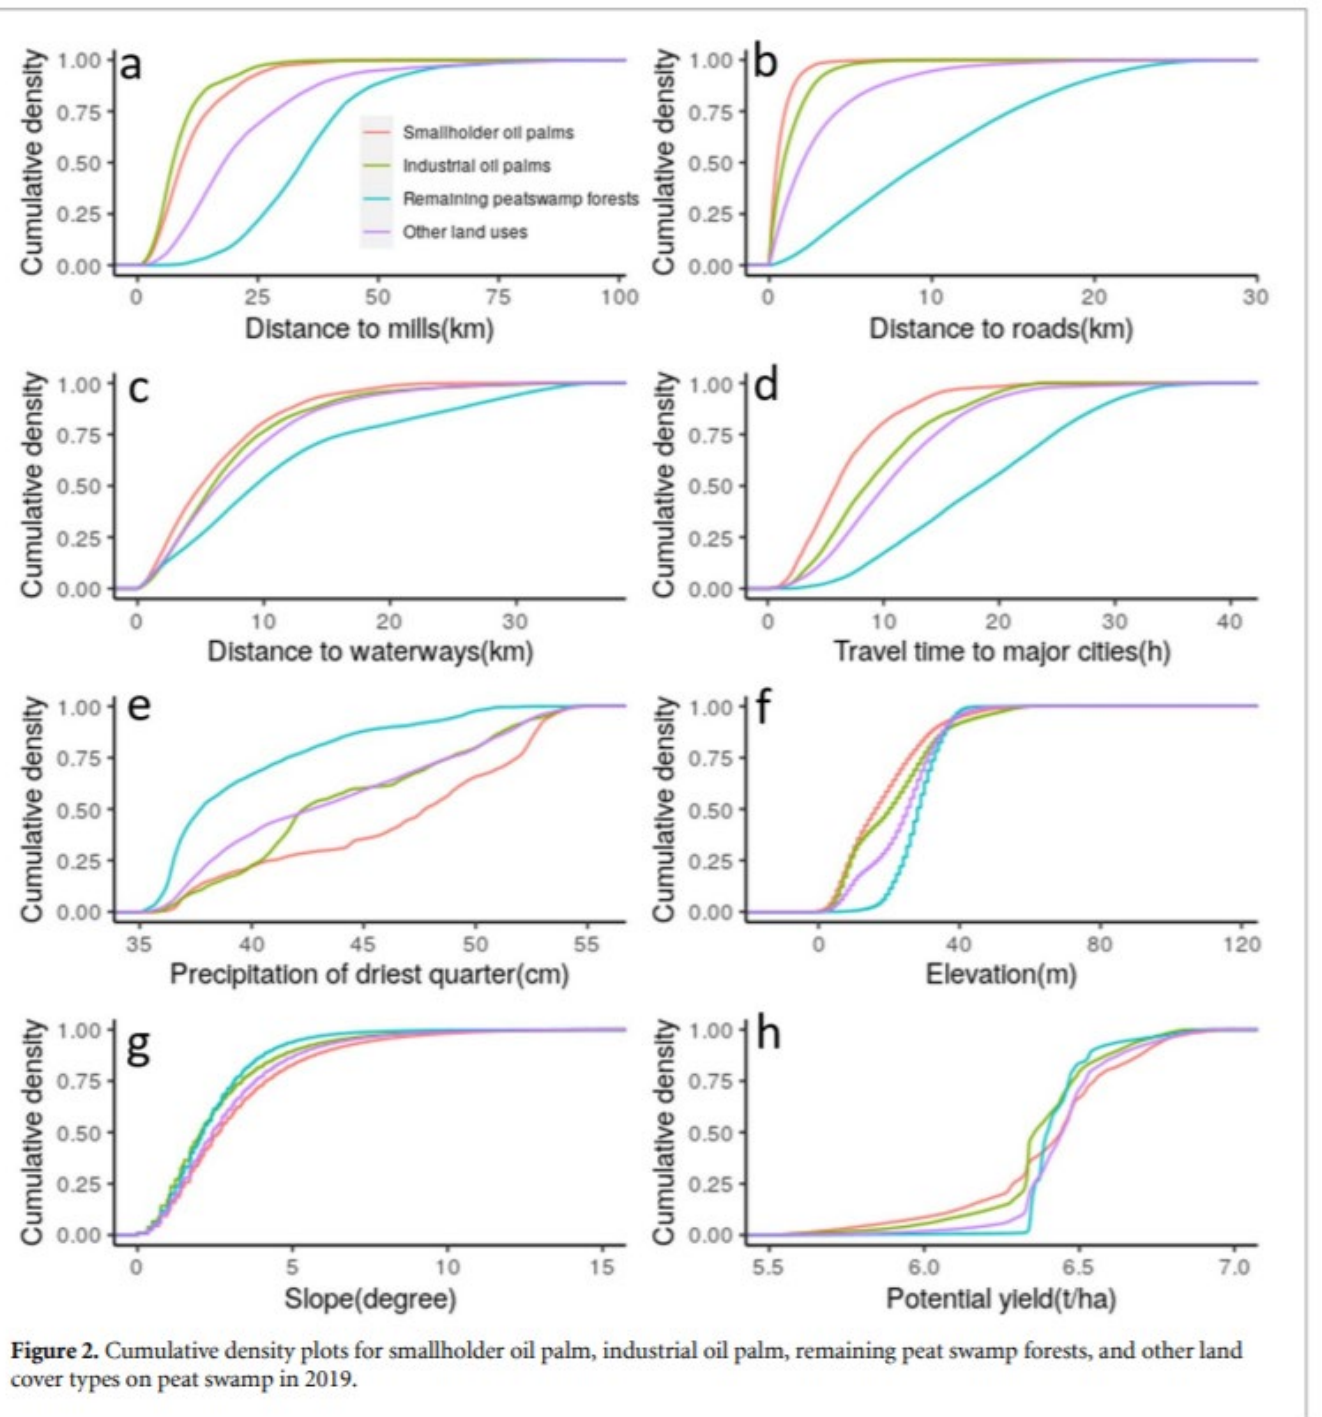 a
Cumulative density
1.00
0.75
0.50
0.25
0.00
0 25 50 75 100
Distance to mills(km)
Smallholder oil palms
Industrial oil palms
Remaining peatswamp forests
Other land uses
b
Cumulative density
1.00
0.75
0.50
0.25
0.00
0 10 20 30
Distance to roads(km)
c
Cumulative density
1.00
0.75
0.50
0.25
0.00
0 10 20 30
Distance to waterways(km)
d
Cumulative density
1.00
0.75
0.50
0.25
0.00
0 10 20 30 40
Travel time to major cities(h)
e
Cumulative density
1.00
0.75
0.50
0.25
0.00
35 40 45 50 55
Precipitation of driest quarter(cm)
f
Cumulative density
1.00
0.75
0.50
0.25
0.00
0 40 80 120
Elevation(m)
g
Cumulative density
1.00
0.75
0.50
0.25
0.00
0 5 10 15
Slope(degree)
h
Cumulative density
1.00
0.75
0.50
0.25
0.00
5.5 6.0 6.5 7.0
Potential yield(t/ha)
Figure 2. Cumulative density plots for smallholder oil palm, industrial oil palm, remaining peat swamp forests, and other land
cover types on peat swamp in 2019.